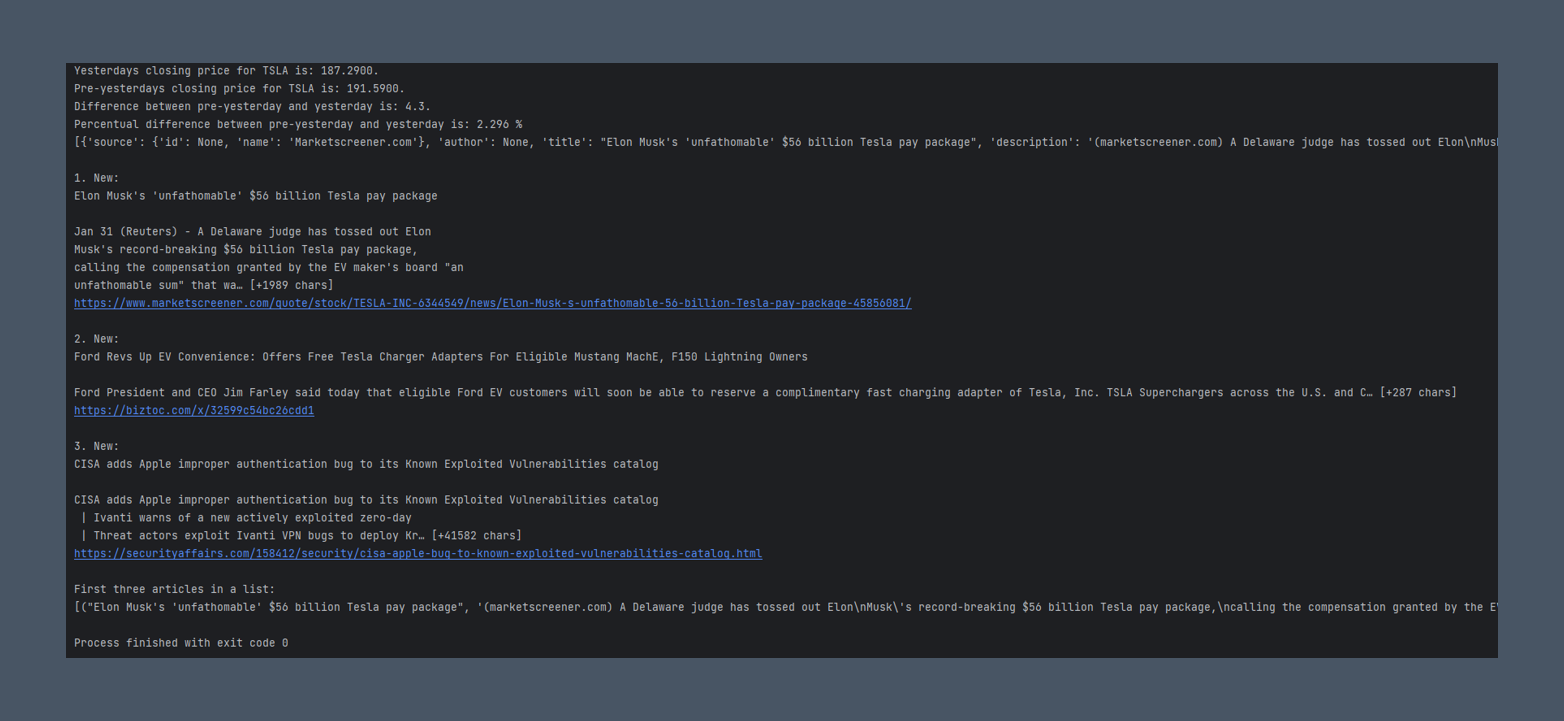 Yesterdays closing price for TSLA is: 187.2900.
Pre-yesterdays closing price for TSLA is: 191.5900.
Difference between pre-yesterday and yesterday is: 4.3.
Percentual difference between pre-yesterday and yesterday is: 2.296 %
[{'source': {'id': None, 'name': 'Marketscreener.com'}, 'author': None, 'title': "Elon Musk's 'unfathomable' $56 billion Tesla pay package", 'description': '(marketscreener.com) A Delaware judge has tossed out Elon\nMusk
1. New:
Elon Musk's 'unfathomable' $56 billion Tesla pay package
Jan 31 (Reuters) - A Delaware judge has tossed out Elon
Musk's record-breaking $56 billion Tesla pay package,
calling the compensation granted by the EV maker's board "an
unfathomable sum" that wa… [+1989 chars]
https://www.marketscreener.com/quote/stock/TESLA-INC-6344549/news/Elon-Musk-s-unfathomable-56-billion-Tesla-pay-package-45856081/
2. New:
Ford Revs Up EV Convenience: Offers Free Tesla Charger Adapters For Eligible Mustang MachE, F150 Lightning Owners
Ford President and CEO Jim Farley said today that eligible Ford EV customers will soon be able to reserve a complimentary fast charging adapter of Tesla, Inc. TSLA Superchargers across the U.S. and C… [+287 chars]
https://biztoc.com/x/32599c54bc26cdd1
3. New:
CISA adds Apple improper authentication bug to its Known Exploited Vulnerabilities catalog
CISA adds Apple improper authentication bug to its Known Exploited Vulnerabilities catalog
| Ivanti warns of a new actively exploited zero-day
| Threat actors exploit Ivanti VPN bugs to deploy Kr… [+41582 chars]
https://securityaffairs.com/158412/security/cisa-apple-bug-to-known-exploited-vulnerabilities-catalog.html
First three articles in a list:
[("Elon Musk's 'unfathomable' $56 billion Tesla pay package", '(marketscreener.com) A Delaware judge has tossed out Elon\nMusk\'s record-breaking $56 billion Tesla pay package,\ncalling the compensation granted by the E
Process finished with exit code 0